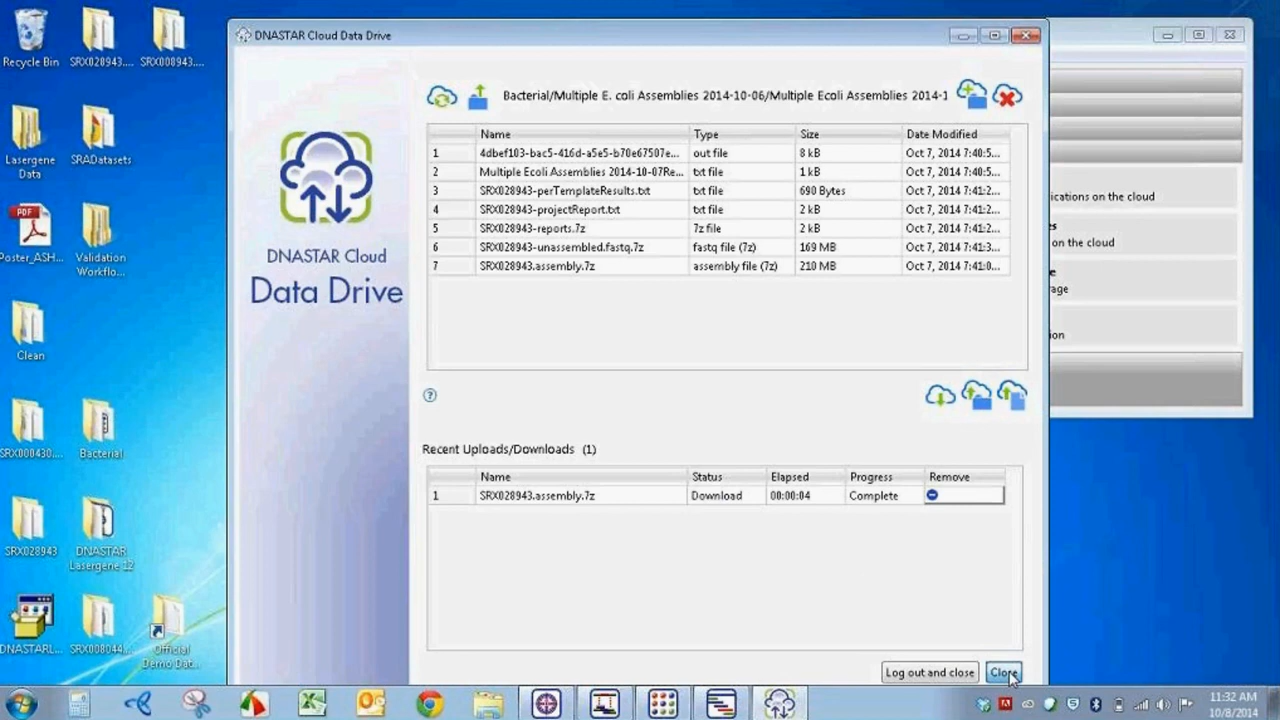 DNASTAR Cloud Data Drive
Recycle Bin
SRX028943....
SRX008943....
Lasergene
Data
SRADatasets
Poster_ASH...
Validation
Workflo...
Clean
SRX000430....
Bacterial
SRX028943
DNASTAR
Lasergene 12
DNASTARL...
SRX008044...
Official
Demo Dat...
DNASTAR Cloud
Data Drive
Bacterial/Multiple E. coli Assemblies 2014-10-06/Multiple Ecoli Assemblies 2014-1
Name Type Size Date Modified
1 4dbef103-bac5-416d-a5e5-b70e67507e... out file 8 kB Oct 7, 2014 7:40:5...
2 Multiple Ecoli Assemblies 2014-10-07Re... txt file 1 kB Oct 7, 2014 7:40:5...
3 SRX028943-perTemplateResults.txt txt file 690 Bytes Oct 7, 2014 7:41:2...
4 SRX028943-projectReport.txt txt file 2 kB Oct 7, 2014 7:41:2...
5 SRX028943-reports.7z 7z file 2 kB Oct 7, 2014 7:41:2...
6 SRX028943-unassembled.fastq.7z fastq file (7z) 169 MB Oct 7, 2014 7:41:3...
7 SRX028943.assembly.7z assembly file (7z) 210 MB Oct 7, 2014 7:41:0...
Recent Uploads/Downloads (1)
Name Status Elapsed Progress Remove
1 SRX028943.assembly.7z Download 00:00:04 Complete
Log out and close
Close
ications on the cloud
on the cloud
11:32 AM
10/8/2014